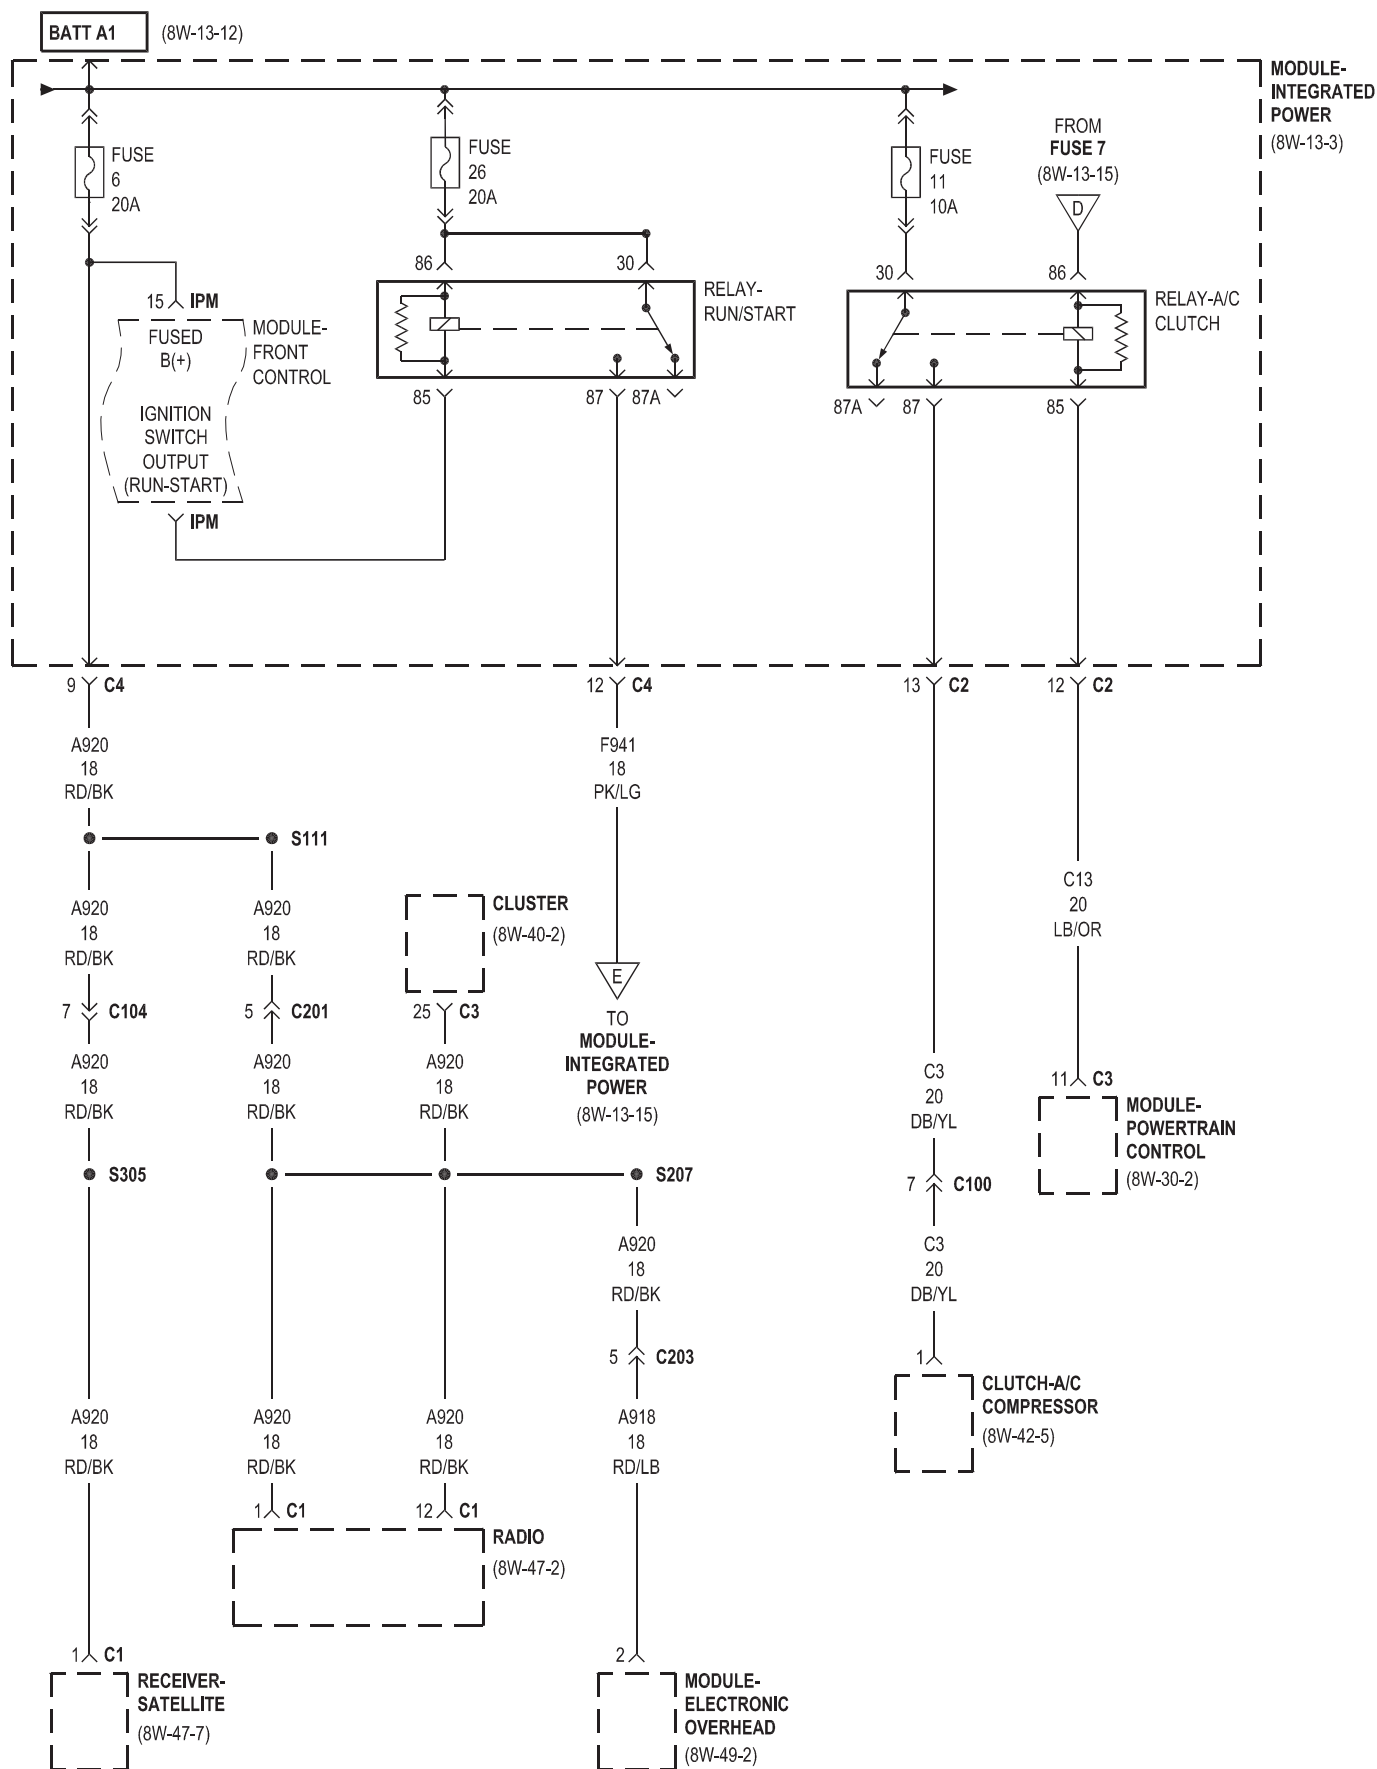 BATT A1 (8W-13-12)
MODULE-
INTEGRATED
POWER
(8W-13-3)
FUSE
6
20A
FUSE
26
20A
FUSE
11
10A
FROM
FUSE 7
(8W-13-15)
D
86
30
30
86
RELAY-
RUN/START
RELAY-A/C
CLUTCH
15 IPM
FUSED
B(+)
IGNITION
SWITCH
OUTPUT
(RUN-START)
IPM
MODULE-
FRONT
CONTROL
85
87
87A
87A
87
85
9 C4
12 C4
13 C2
12 C2
A920
18
RD/BK
F941
18
PK/LG
S111
C13
20
LB/OR
A920
18
RD/BK
A920
18
RD/BK
CLUSTER
(8W-40-2)
E
TO
MODULE-
INTEGRATED
POWER
(8W-13-15)
7 C104
5 C201
25 C3
A920
18
RD/BK
A920
18
RD/BK
A920
18
RD/BK
C3
20
DB/YL
11 C3
MODULE-
POWERTRAIN
CONTROL
(8W-30-2)
S305
S207
7 C100
A920
18
RD/BK
C3
20
DB/YL
5 C203
1
CLUTCH-A/C
COMPRESSOR
(8W-42-5)
A920
18
RD/BK
A920
18
RD/BK
A920
18
RD/BK
A918
18
RD/LB
1 C1
12 C1
RADIO
(8W-47-2)
1 C1
RECEIVER-
SATELLITE
(8W-47-7)
2
MODULE-
ELECTRONIC
OVERHEAD
(8W-49-2)